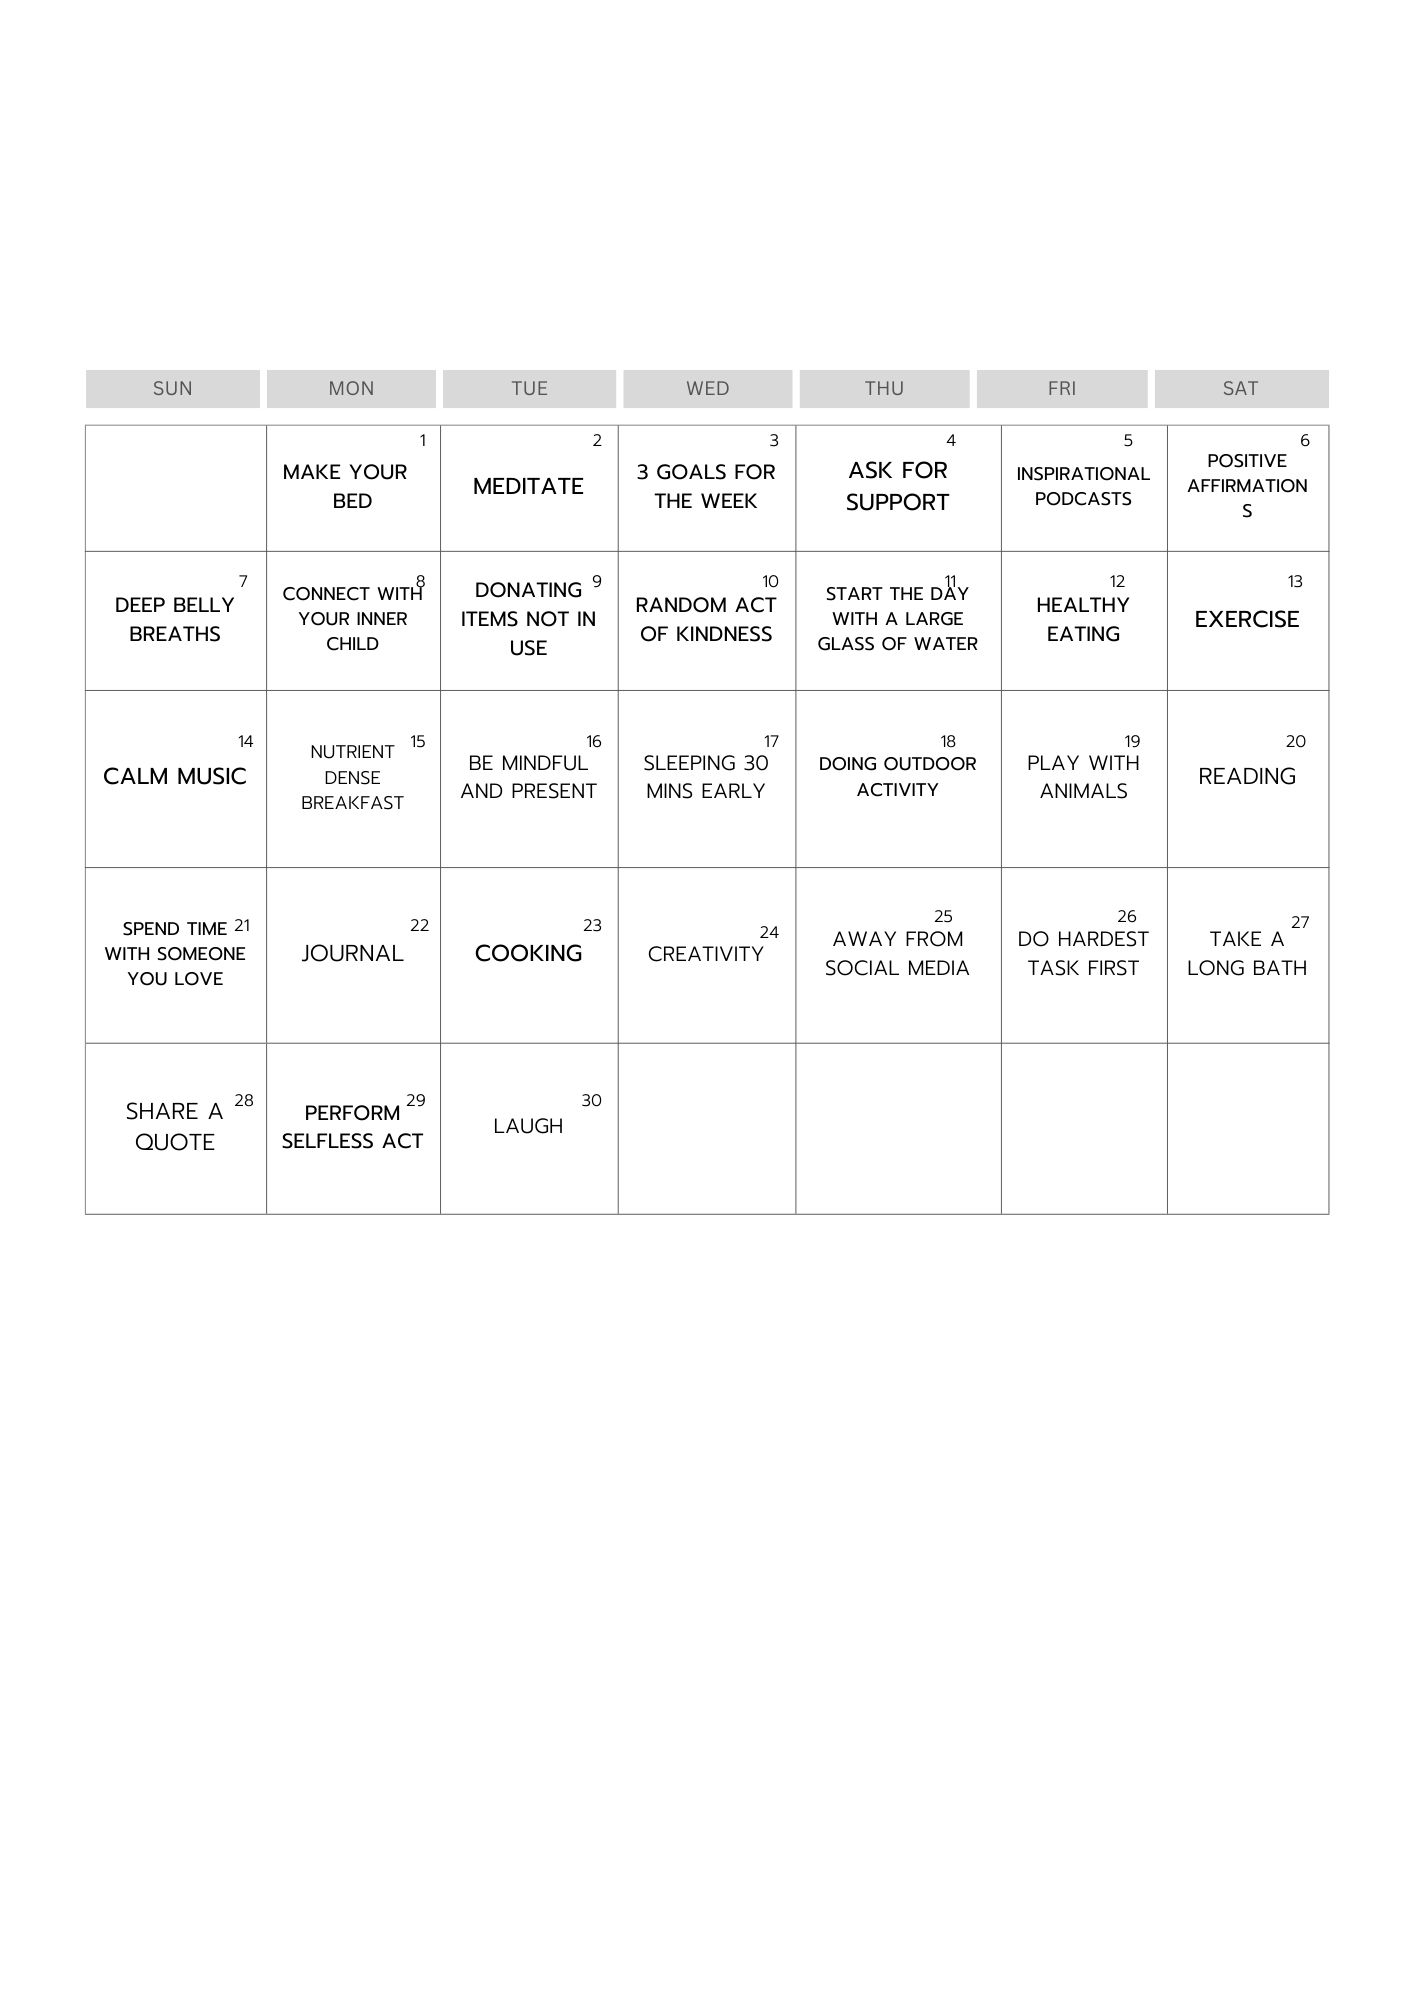 SUN MON TUE WED THU FRI SAT
1
MAKE YOUR
BED
2
MEDITATE
3
3 GOALS FOR
THE WEEK
4
ASK FOR
SUPPORT
5
INSPIRATIONAL
PODCASTS
6
POSITIVE
AFFIRMATION
S
7
DEEP BELLY
BREATHS
8
CONNECT WITH
YOUR INNER
CHILD
9
DONATING
ITEMS NOT IN
USE
10
RANDOM ACT
OF KINDNESS
11
START THE DAY
WITH A LARGE
GLASS OF WATER
12
HEALTHY
EATING
13
EXERCISE
14
CALM MUSIC
15
NUTRIENT
DENSE
BREAKFAST
16
BE MINDFUL
AND PRESENT
17
SLEEPING 30
MINS EARLY
18
DOING OUTDOOR
ACTIVITY
19
PLAY WITH
ANIMALS
20
READING
21
SPEND TIME
WITH SOMEONE
YOU LOVE
22
JOURNAL
23
COOKING
24
CREATIVITY
25
AWAY FROM
SOCIAL MEDIA
26
DO HARDEST
TASK FIRST
27
TAKE A
LONG BATH
28
SHARE A
QUOTE
29
PERFORM
SELFLESS ACT
30
LAUGH